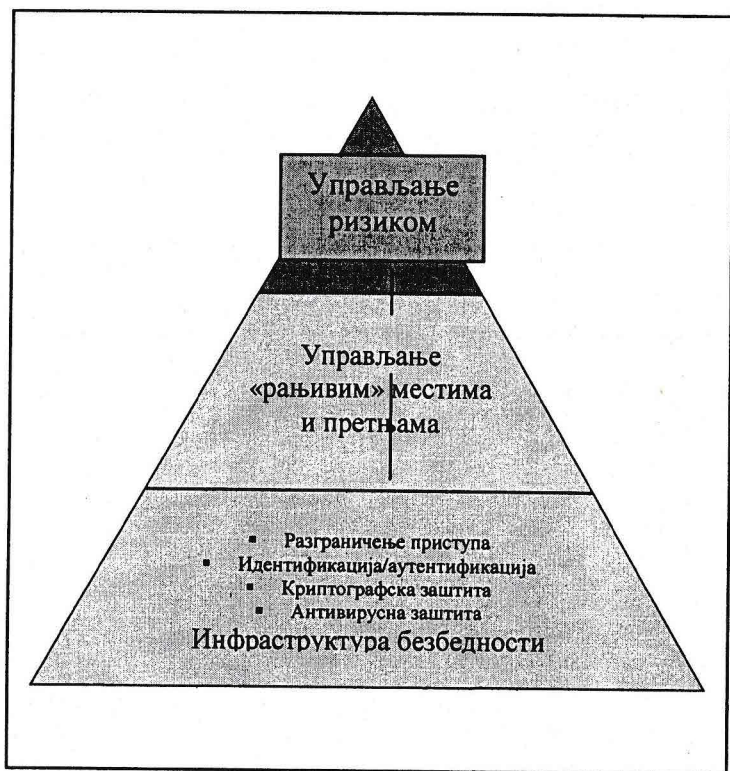 Управљање
ризиком
Управљање
«рањивим» местима
и претњама
▪ Разграничење приступа
▪ Идентификација/аутентификација
▪ Криптографска заштита
▪ Антивирусна заштита
Инфраструктура безбедности